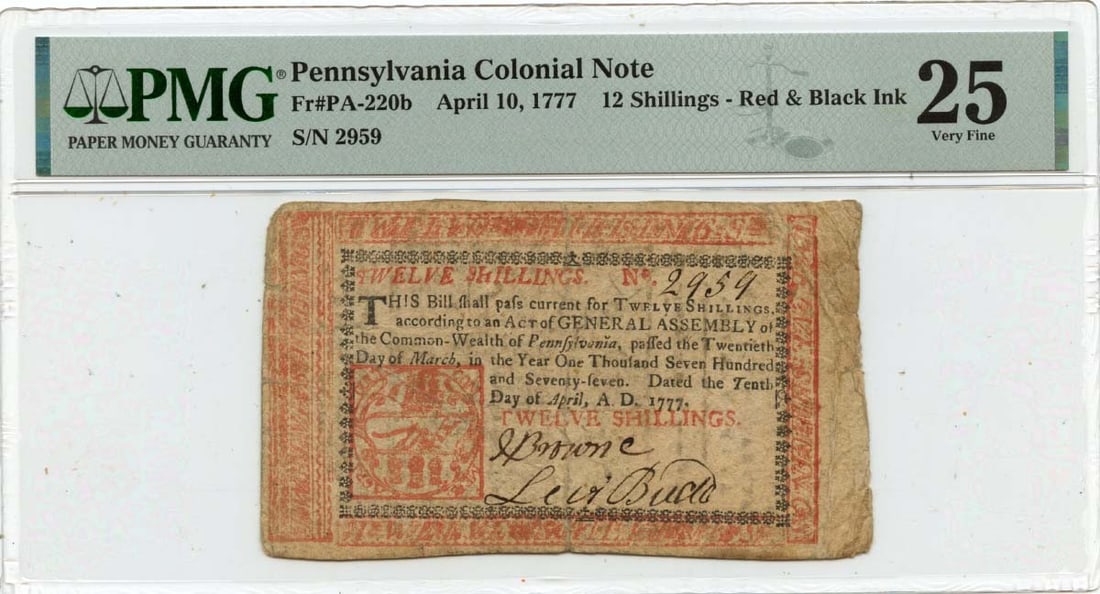 PMG® Pennsylvania Colonial Note
Fr#PA-220b April 10, 1777 12 Shillings - Red & Black Ink
PAPER MONEY GUARANTY S/N 2959
25
Very Fine
TWELVE SHILLINGS. No. 2959
THIS Bill ſhall paſs current for TWELVE SHILLINGS,
according to an ACT of GENERAL ASSEMBLY of
the Common-Wealth of Pennſylvania, paſſed the Twentieth
Day of March, in the Year One Thouſand Seven Hundred
and Seventy-ſeven. Dated the Tenth
Day of April, A. D. 1777.
TWELVE SHILLINGS.
J Browne
Levi Budd